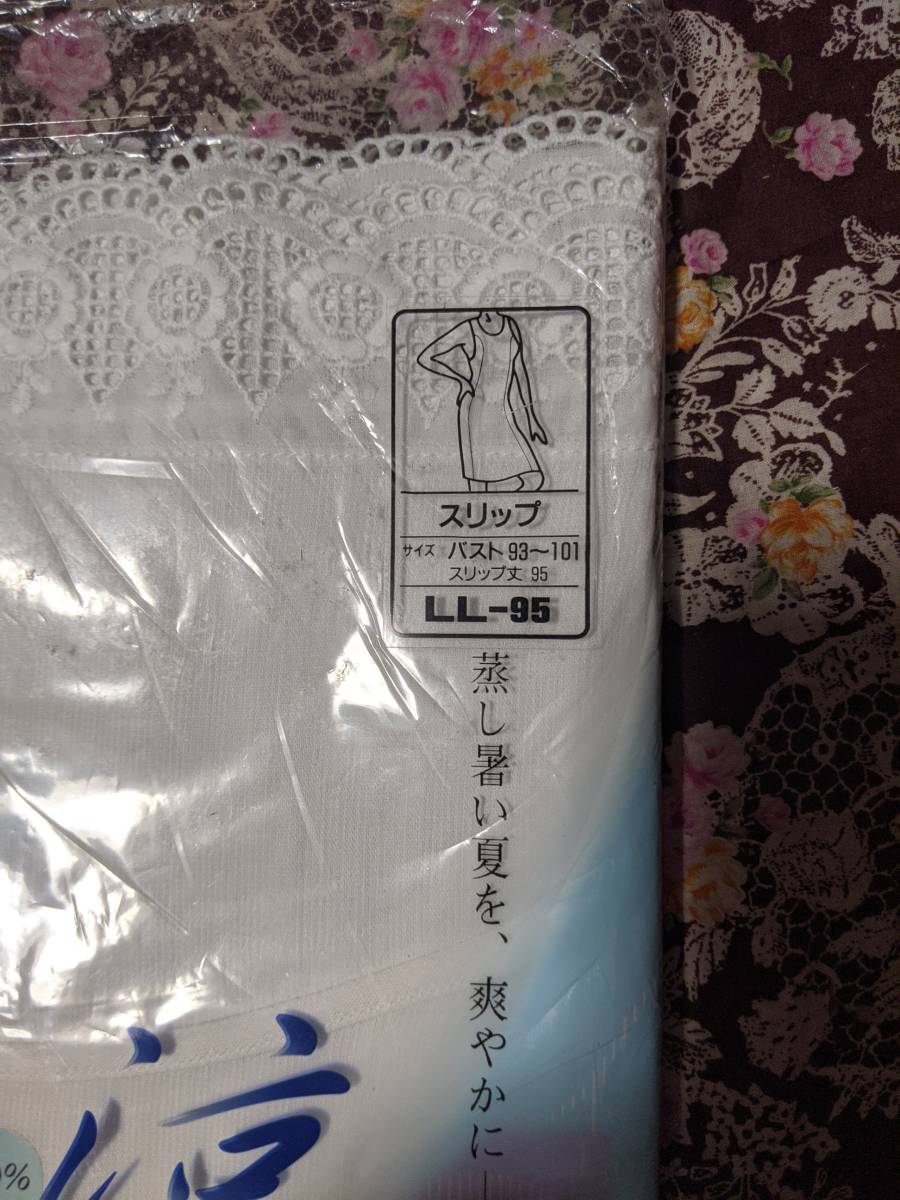 スリップ
サイズ バスト 93〜101
スリップ丈 95
LL-95
蒸し暑い夏を、爽やかに
涼
%